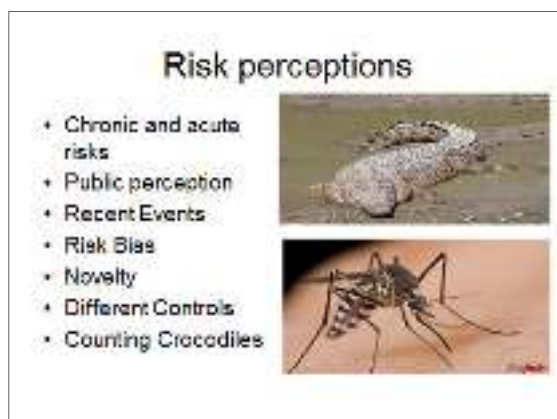 Risk perceptions
• Chronic and acute
risks
• Public perception
• Recent Events
• Risk Bias
• Novelty
• Different Controls
• Counting Crocodiles